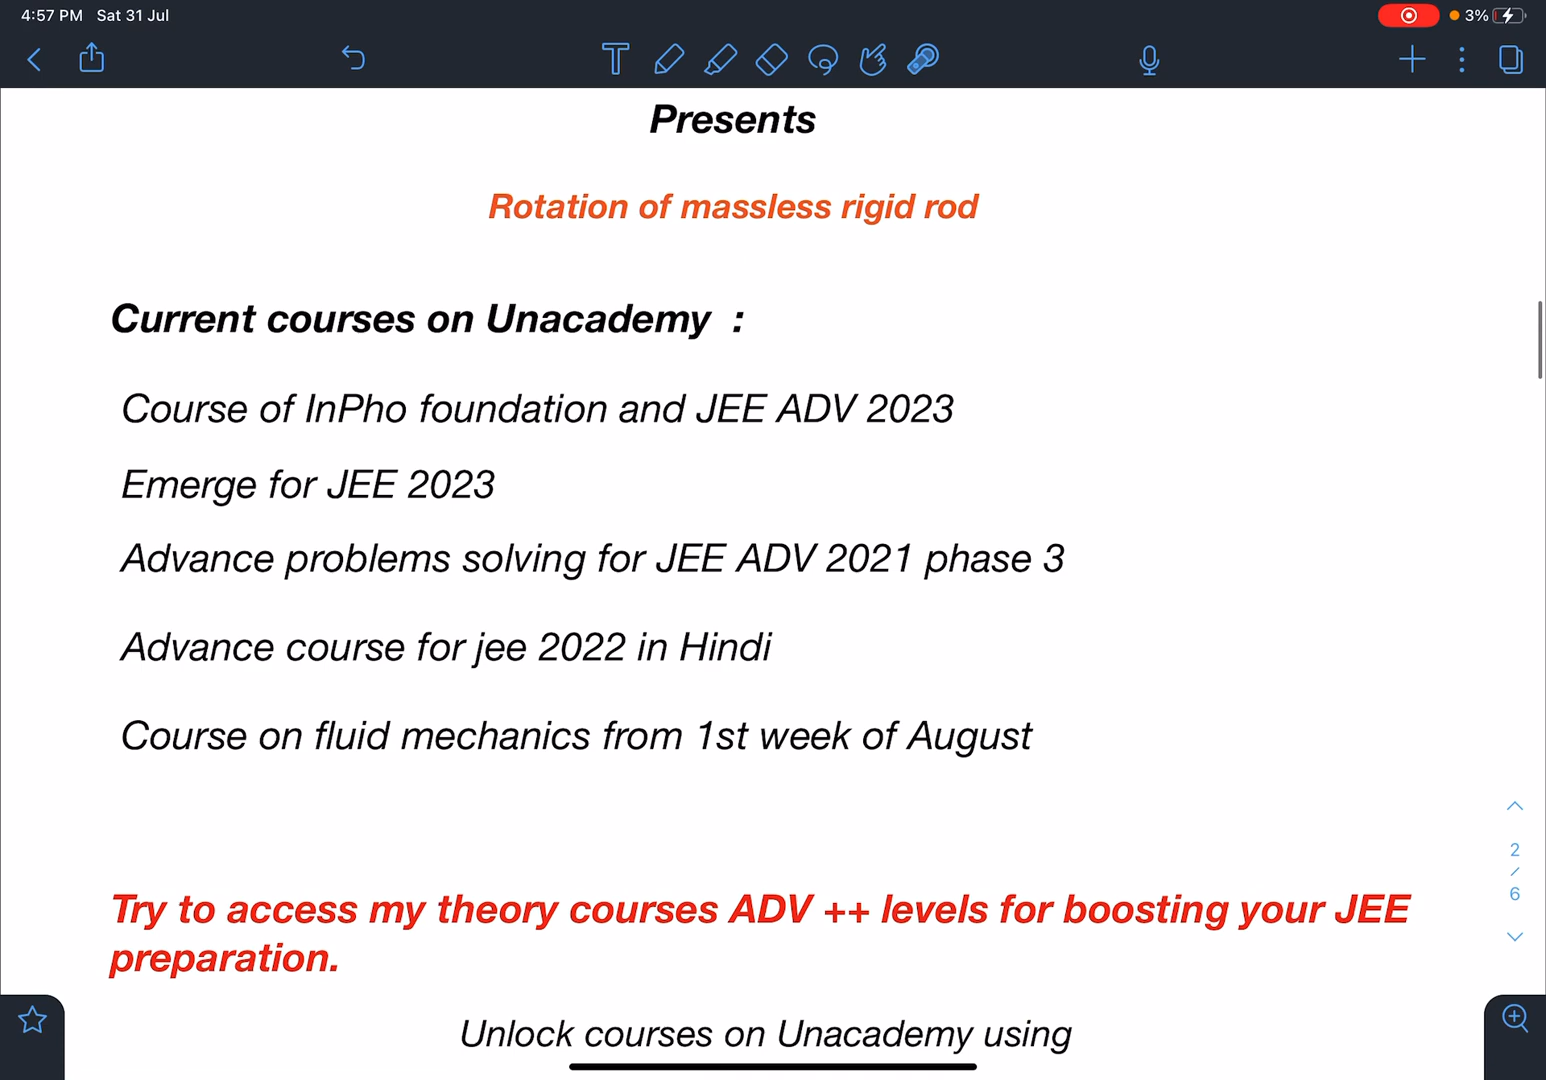 4:57 PM Sat 31 Jul
3%
Presents
Rotation of massless rigid rod
Current courses on Unacademy :
Course of InPho foundation and JEE ADV 2023
Emerge for JEE 2023
Advance problems solving for JEE ADV 2021 phase 3
Advance course for jee 2022 in Hindi
Course on fluid mechanics from 1st week of August
2
/
6
Try to access my theory courses ADV ++ levels for boosting your JEE
preparation.
Unlock courses on Unacademy using